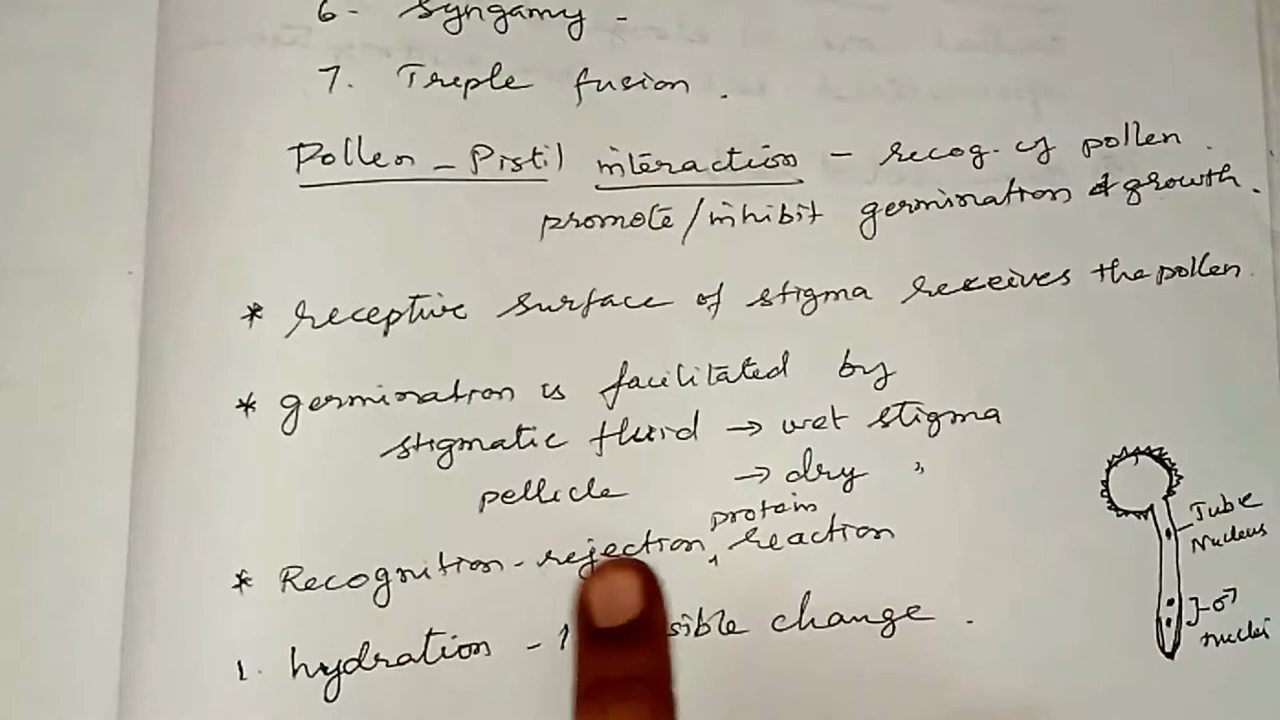 6- Syngamy -
7. Triple fusion .
Pollen - Pistil interaction - recog. of pollen .
promote/inhibit germination & growth .
* receptive surface of stigma receives the pollen.
* germination is facilitated by
stigmatic fluid → wet stigma
pellicle → dry "
protein
* Recognition - rejection, reaction
1. hydration - change .
Tube
Nucleus
♂
nuclei